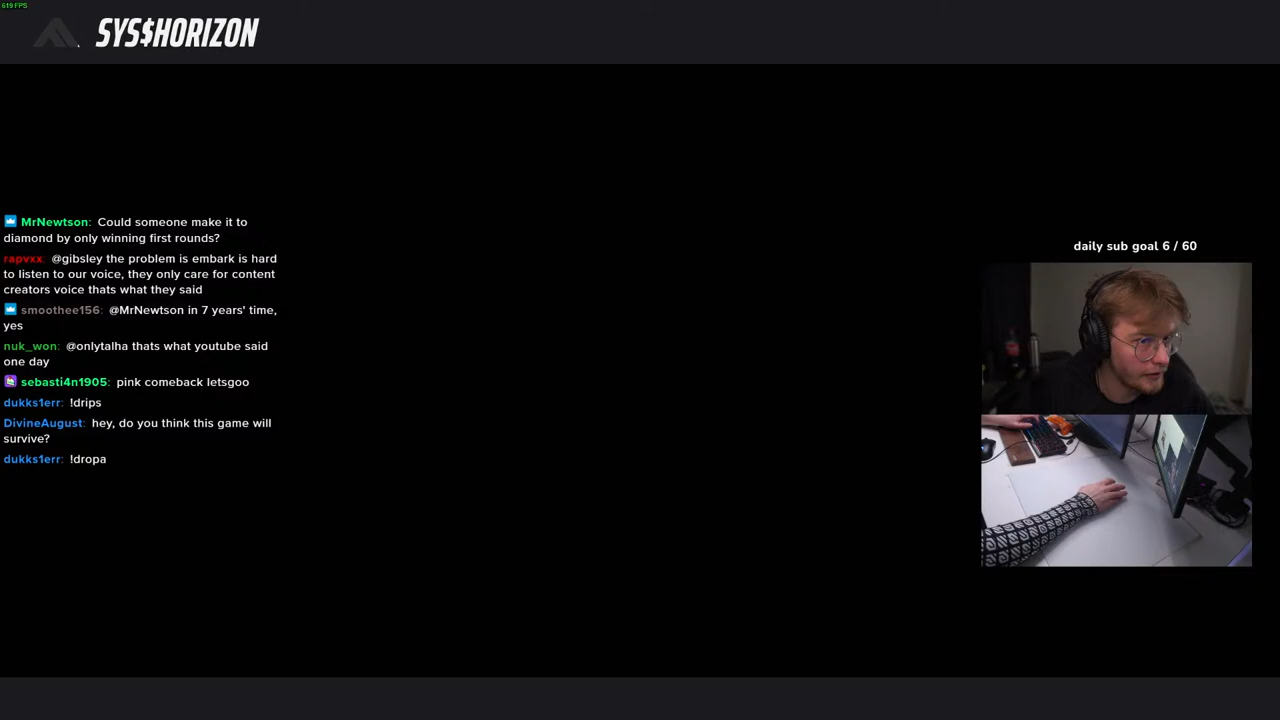 619 FPS
SYS$HORIZON
MrNewtson: Could someone make it to
diamond by only winning first rounds?
rapvxx: @gibsley the problem is embark is hard
to listen to our voice, they only care for content
creators voice thats what they said
smoothee156: @MrNewtson in 7 years' time,
yes
nuk_won: @onlytalha thats what youtube said
one day
sebasti4n1905: pink comeback letsgoo
dukks1err: !drips
DivineAugust: hey, do you think this game will
survive?
dukks1err: !dropa
daily sub goal 6 / 60